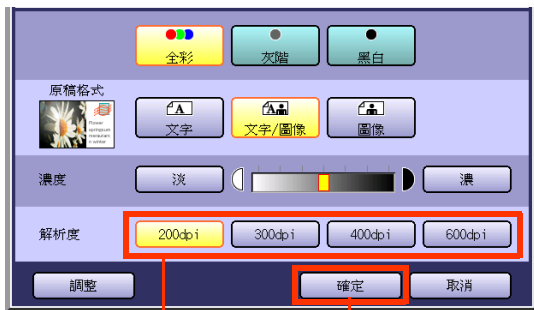 全彩 灰階 黑白
原稿格式
文字 文字/圖像 圖像
濃度 淡 濃
解析度 200dpi 300dpi 400dpi 600dpi
調整 確定 取消